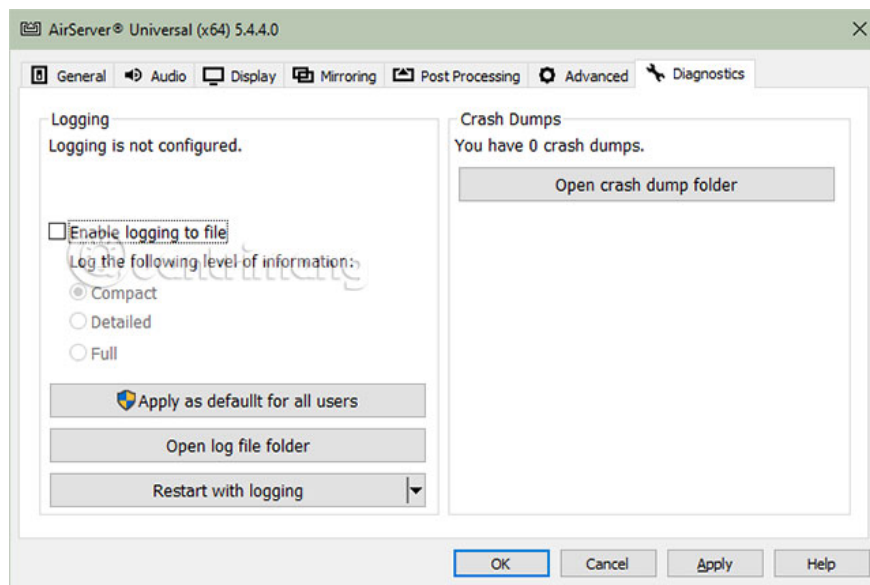 AirServer® Universal (x64) 5.4.4.0
General Audio Display Mirroring Post Processing Advanced Diagnostics
Logging
Logging is not configured.
Enable logging to file
Log the following level of information:
Compact
Detailed
Full
Apply as defaullt for all users
Open log file folder
Restart with logging
Crash Dumps
You have 0 crash dumps.
Open crash dump folder
OK Cancel Apply Help